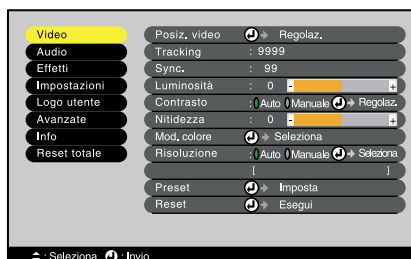 Video
Audio
Effetti
Impostazioni
Logo utente
Avanzate
Info
Reset totale
Posiz. video Regolaz.
Tracking : 9999
Sync. : 99
Luminosità : 0 - +
Contrasto : Auto Manuale Regolaz.
Nitidezza : 0 - +
Mod. colore Seleziona
Risoluzione : Auto Manuale Seleziona
[ ]
Preset Imposta
Reset Esegui
: Seleziona : Invio